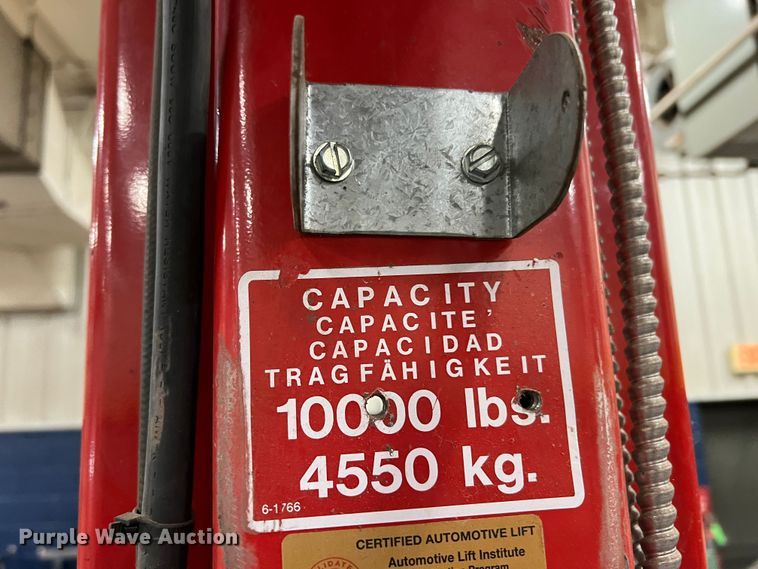 CAPACITY
CAPACITE'
CAPACIDAD
TRAGFÄHIGKEIT
10000 lbs.
4550 kg.
6-1766
CERTIFIED AUTOMOTIVE LIFT
Automotive Lift Institute
Program
Purple Wave Auction